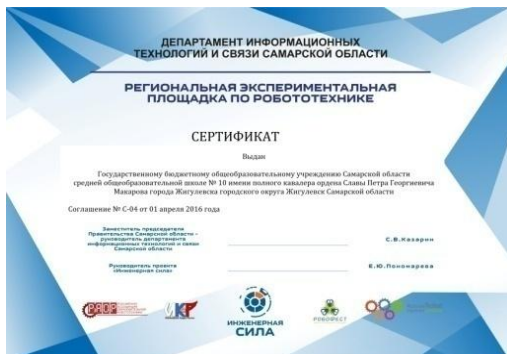 ДЕПАРТАМЕНТ ИНФОРМАЦИОННЫХ
ТЕХНОЛОГИЙ И СВЯЗИ САМАРСКОЙ ОБЛАСТИ
РЕГИОНАЛЬНАЯ ЭКСПЕРИМЕНТАЛЬНАЯ
ПЛОЩАДКА ПО РОБОТОТЕХНИКЕ
СЕРТИФИКАТ
Выдан
Государственному бюджетному общеобразовательному учреждению Самарской области
средней общеобразовательной школе № 10 имени полного кавалера ордена Славы Петра Георгиевича
Макарова города Жигулевска городского округа Жигулевск Самарской области
Соглашение № С-04 от 01 апреля 2016 года
Заместитель председателя
Правительства Самарской области –
руководитель департамента
информационных технологий и связи
Самарской области
С.В.Казарин
Руководитель проекта
«Инженерная сила»
Е.Ю.Пономарева
ИКР
ИНЖЕНЕРНАЯ
СИЛА
РОБОФЕСТ